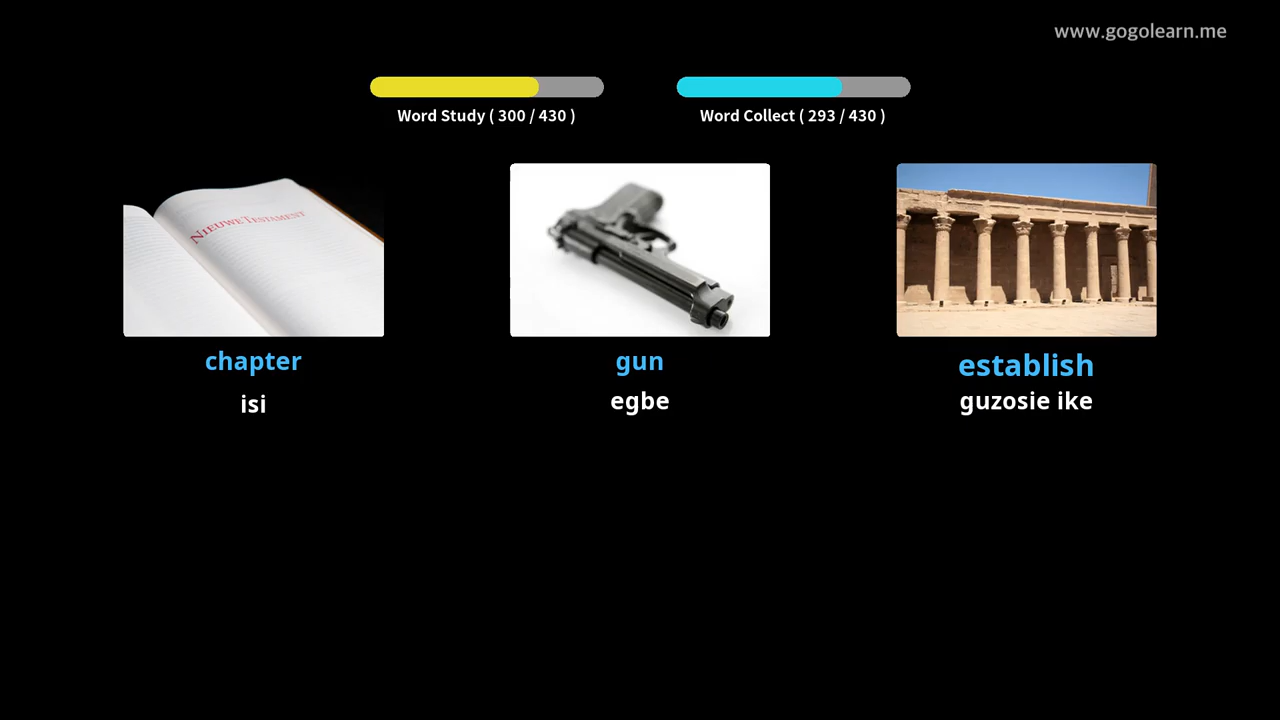 www.gogolearn.me
Word Study ( 300 / 430 )
Word Collect ( 293 / 430 )
NIEUWE TESTAMENT
chapter
gun
establish
isi
egbe
guzosie ike